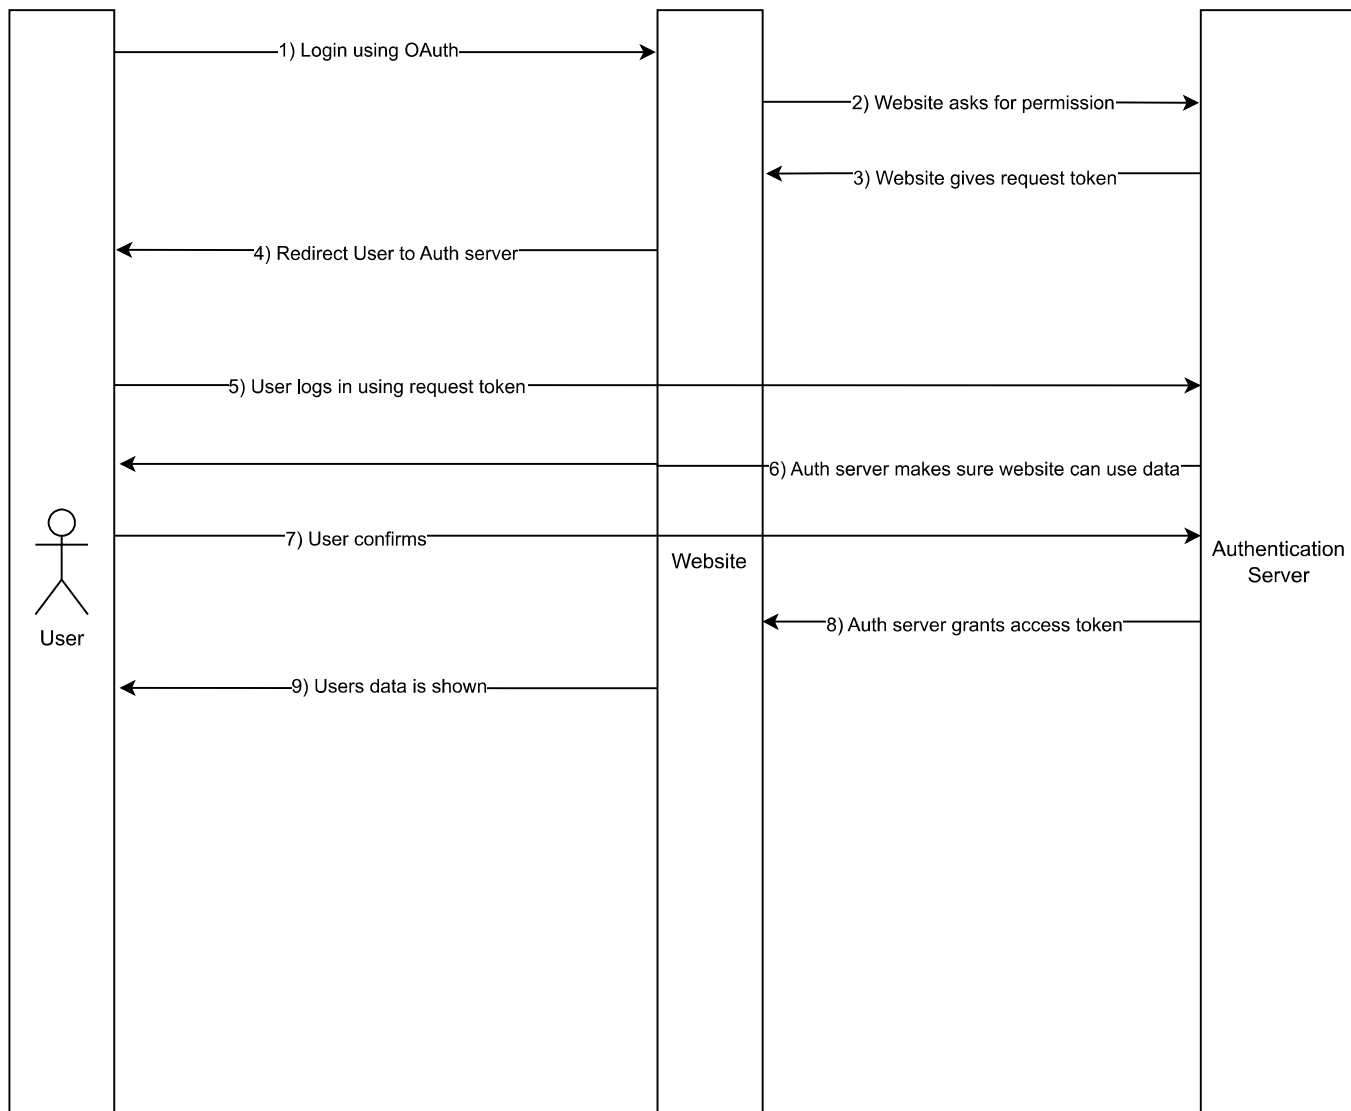 1) Login using OAuth
2) Website asks for permission
3) Website gives request token
4) Redirect User to Auth server
5) User logs in using request token
6) Auth server makes sure website can use data
7) User confirms
Website
Authentication
Server
8) Auth server grants access token
User
9) Users data is shown